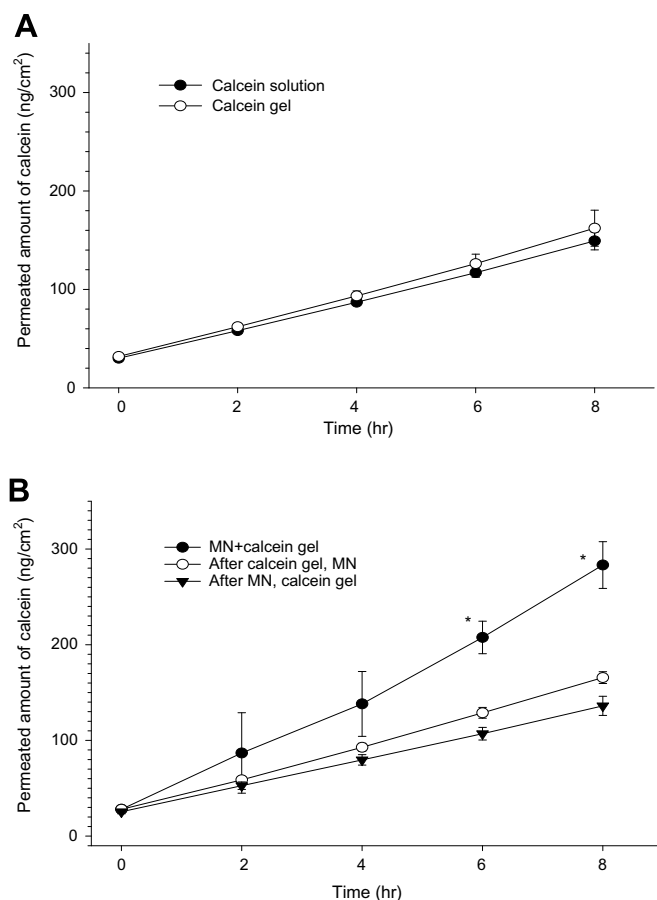 A
Permeated amount of calcein (ng/cm²)
300
200
100
0
Calcein solution
Calcein gel
0 2 4 6 8
Time (hr)
B
Permeated amount of calcein (ng/cm²)
300
200
100
0
MN+calcein gel
After calcein gel, MN
After MN, calcein gel
*
*
0 2 4 6 8
Time (hr)